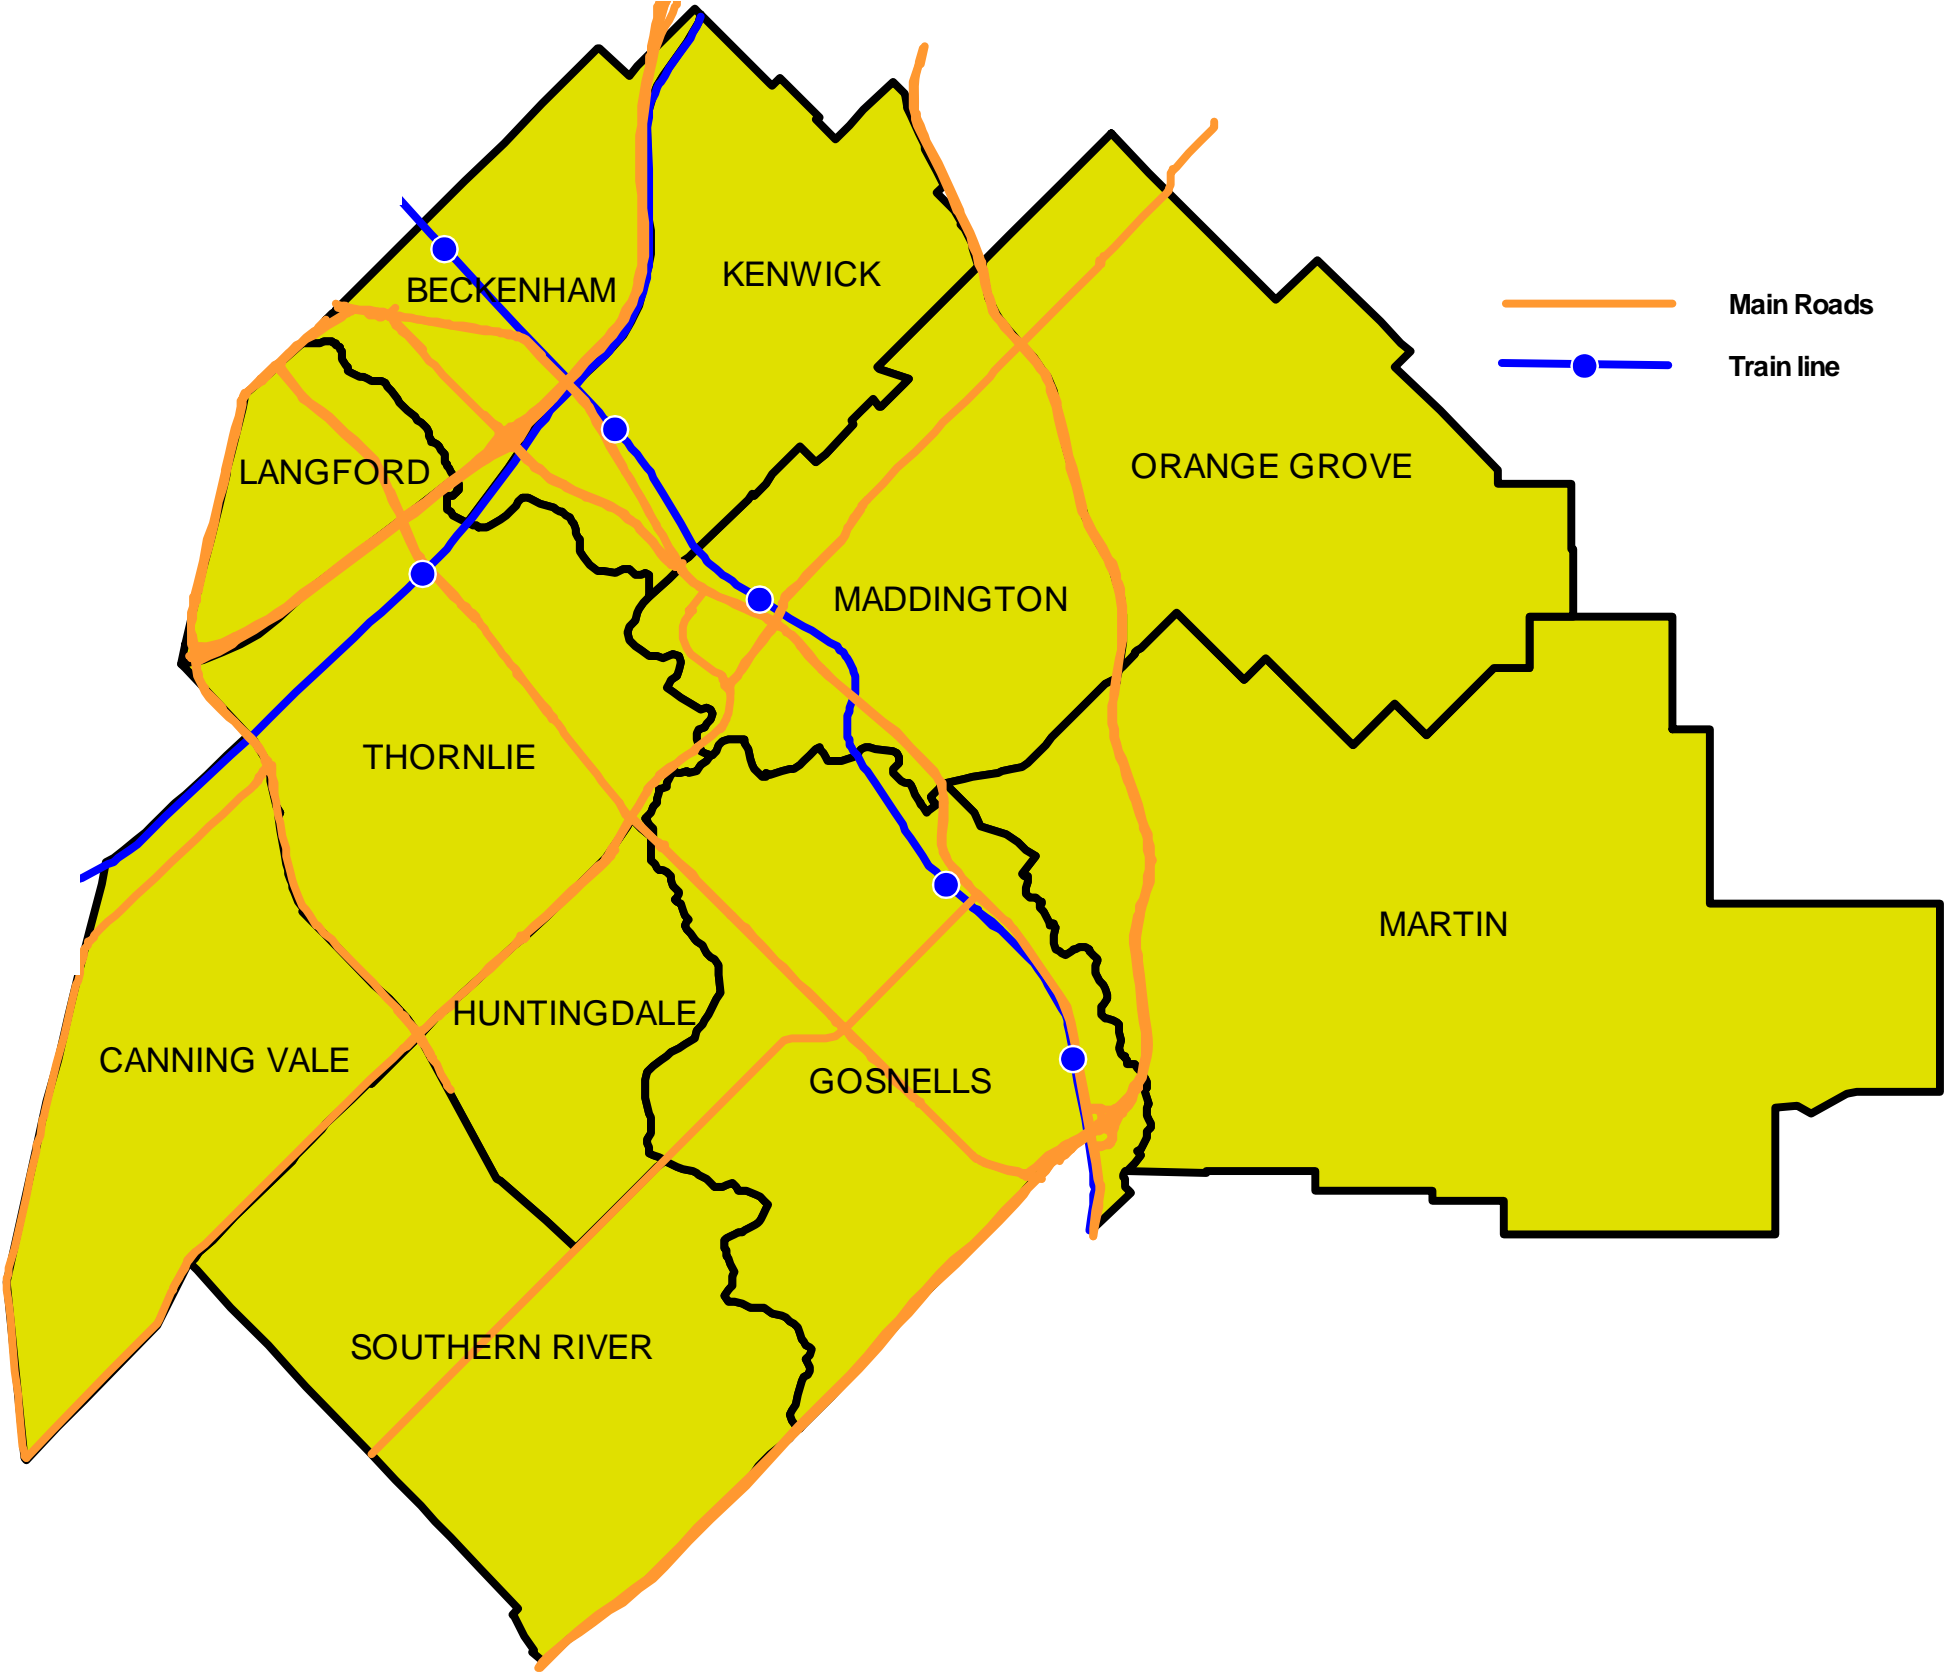 BECKENHAM
KENWICK
Main Roads
Train line
LANGFORD
ORANGE GROVE
MADDINGTON
THORNLIE
MARTIN
HUNTINGDALE
CANNING VALE
GOSNELLS
SOUTHERN RIVER